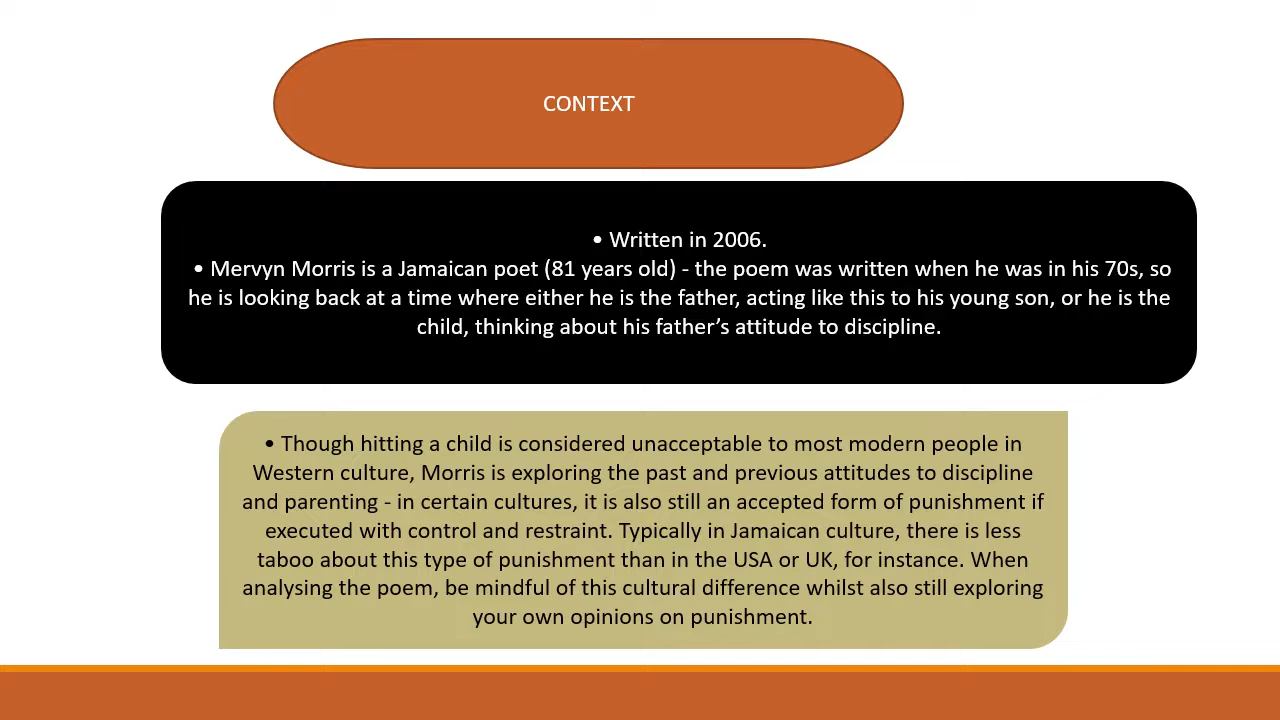 CONTEXT
• Written in 2006.
• Mervyn Morris is a Jamaican poet (81 years old) - the poem was written when he was in his 70s, so
he is looking back at a time where either he is the father, acting like this to his young son, or he is the
child, thinking about his father’s attitude to discipline.
• Though hitting a child is considered unacceptable to most modern people in
Western culture, Morris is exploring the past and previous attitudes to discipline
and parenting - in certain cultures, it is also still an accepted form of punishment if
executed with control and restraint. Typically in Jamaican culture, there is less
taboo about this type of punishment than in the USA or UK, for instance. When
analysing the poem, be mindful of this cultural difference whilst also still exploring
your own opinions on punishment.